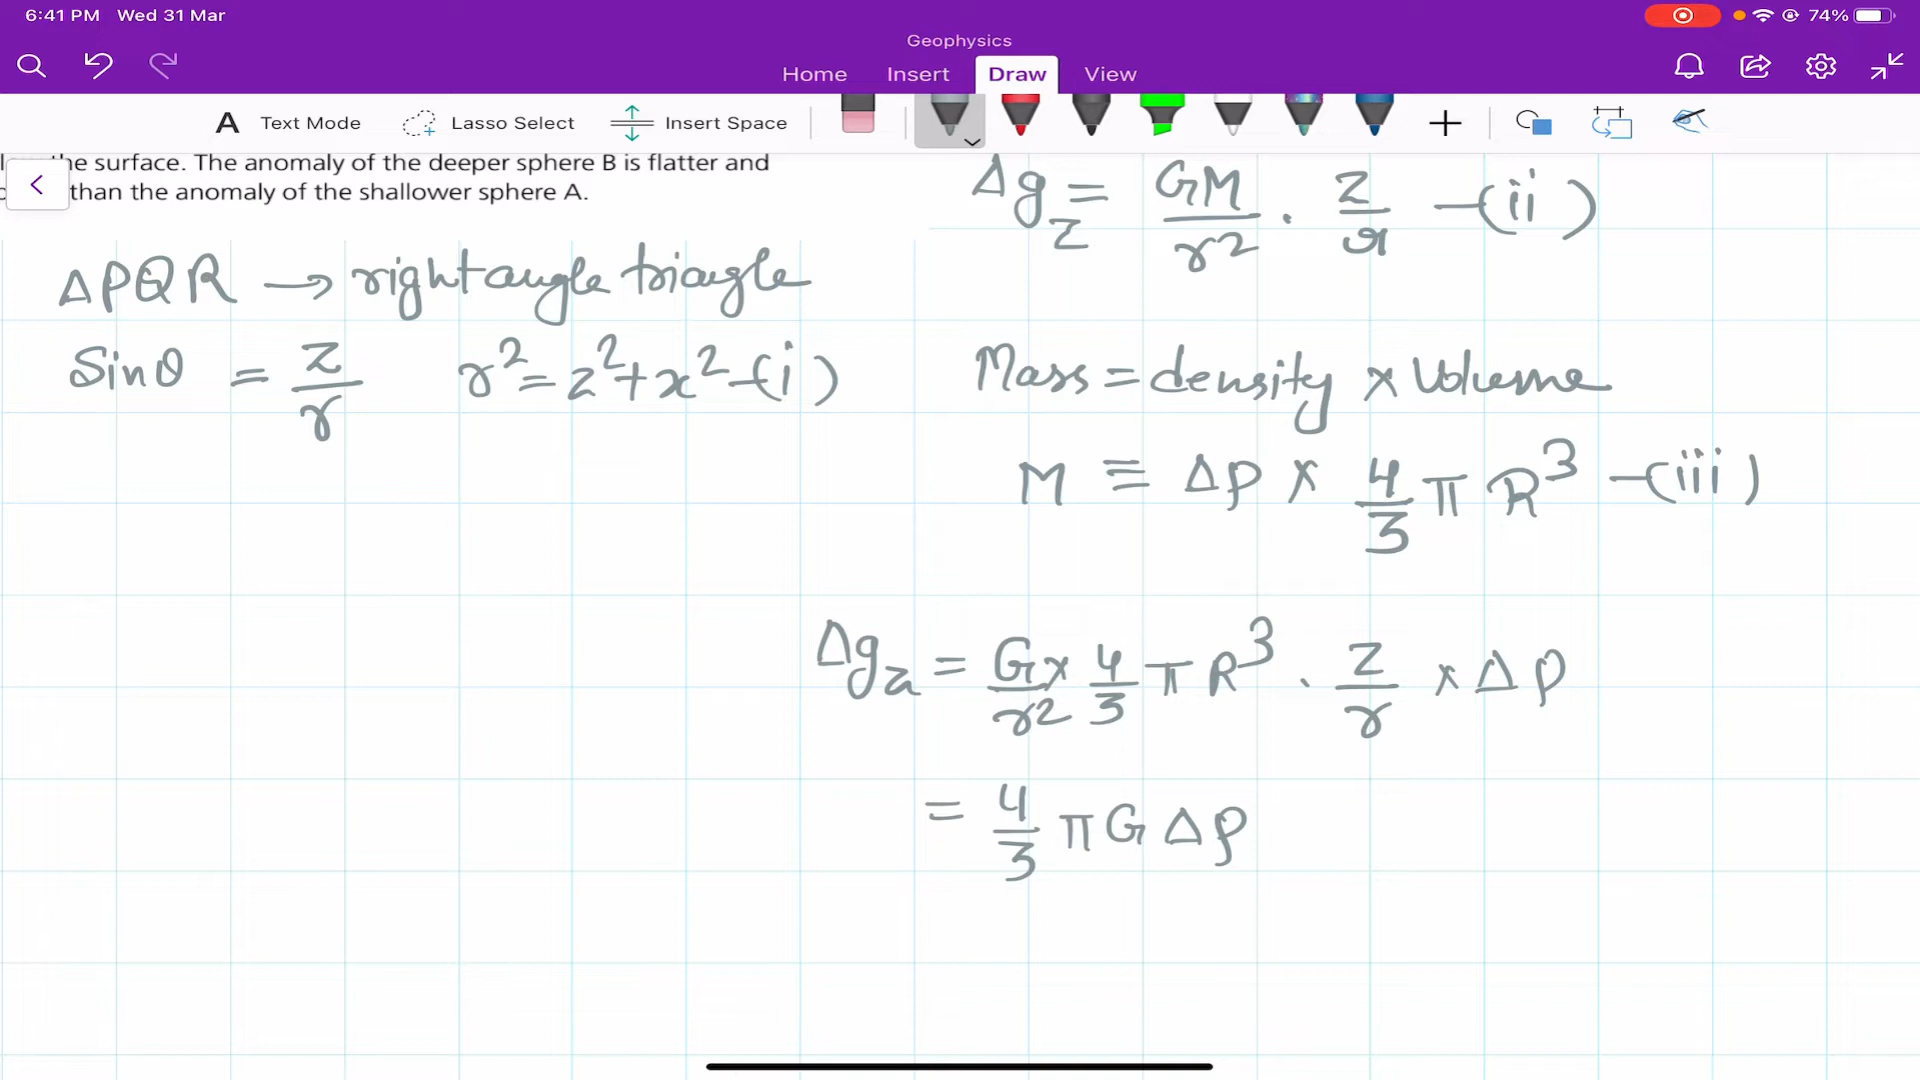 6:41 PM Wed 31 Mar
74%
Geophysics
Home Insert Draw View
A Text Mode Lasso Select Insert Space
the surface. The anomaly of the deeper sphere B is flatter and
than the anomaly of the shallower sphere A.
ΔPQR → right angle triangle
Sinθ = z/r r² = z² + x² –(i)
Δg_z = GM/r² · z/r –(ii)
Mass = density × Volume
M = Δρ × 4/3 π R³ –(iii)
Δg_z = G/r² × 4/3 π R³ · z/r × Δρ
= 4/3 π G Δρ